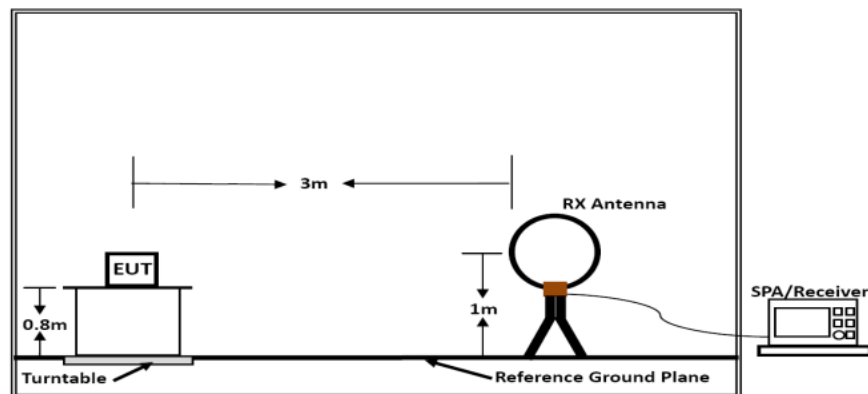 3m
RX Antenna
EUT
SPA/Receiver
0.8m
1m
Turntable
Reference Ground Plane